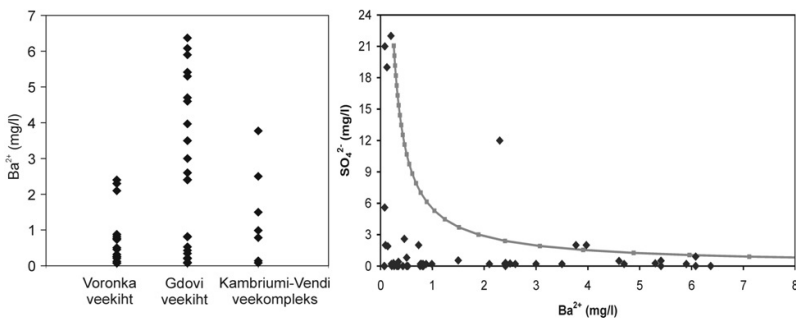 7
6
5
4
3
2
1
0
Ba²⁺ (mg/l)
Voronka veekiht
Gdovi veekiht
Kambriumi-Vendi veekompleks
24
21
18
15
12
9
6
3
0
SO₄²⁻ (mg/l)
0 1 2 3 4 5 6 7 8
Ba²⁺ (mg/l)